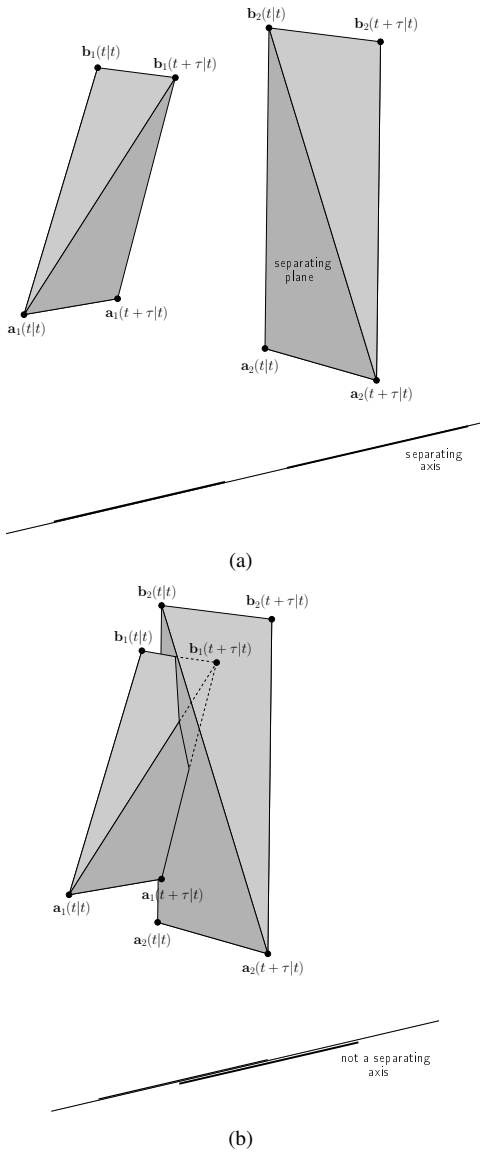 b₂(t|t)
b₂(t + τ|t)
b₁(t|t)
b₁(t + τ|t)
separating
plane
a₁(t + τ|t)
a₁(t|t)
a₂(t|t)
a₂(t + τ|t)
separating
axis
(a)
b₂(t|t)
b₂(t + τ|t)
b₁(t|t)
b₁(t + τ|t)
a₁(t + τ|t)
a₁(t|t)
a₂(t|t)
a₂(t + τ|t)
not a separating
axis
(b)